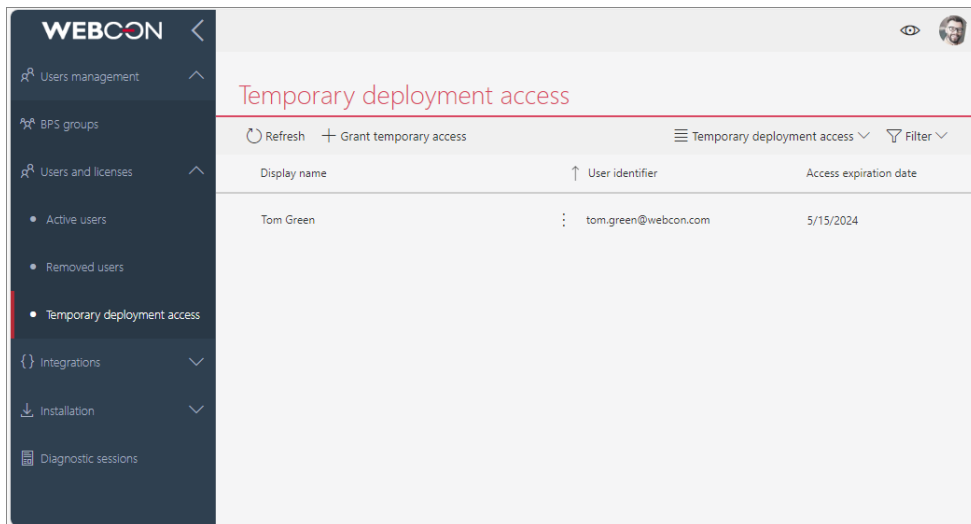 WEBCON
Users management
BPS groups
Users and licenses
Active users
Removed users
Temporary deployment access
Integrations
Installation
Diagnostic sessions
Temporary deployment access
Refresh Grant temporary access Temporary deployment access Filter
Display name User identifier Access expiration date
Tom Green tom.green@webcon.com 5/15/2024